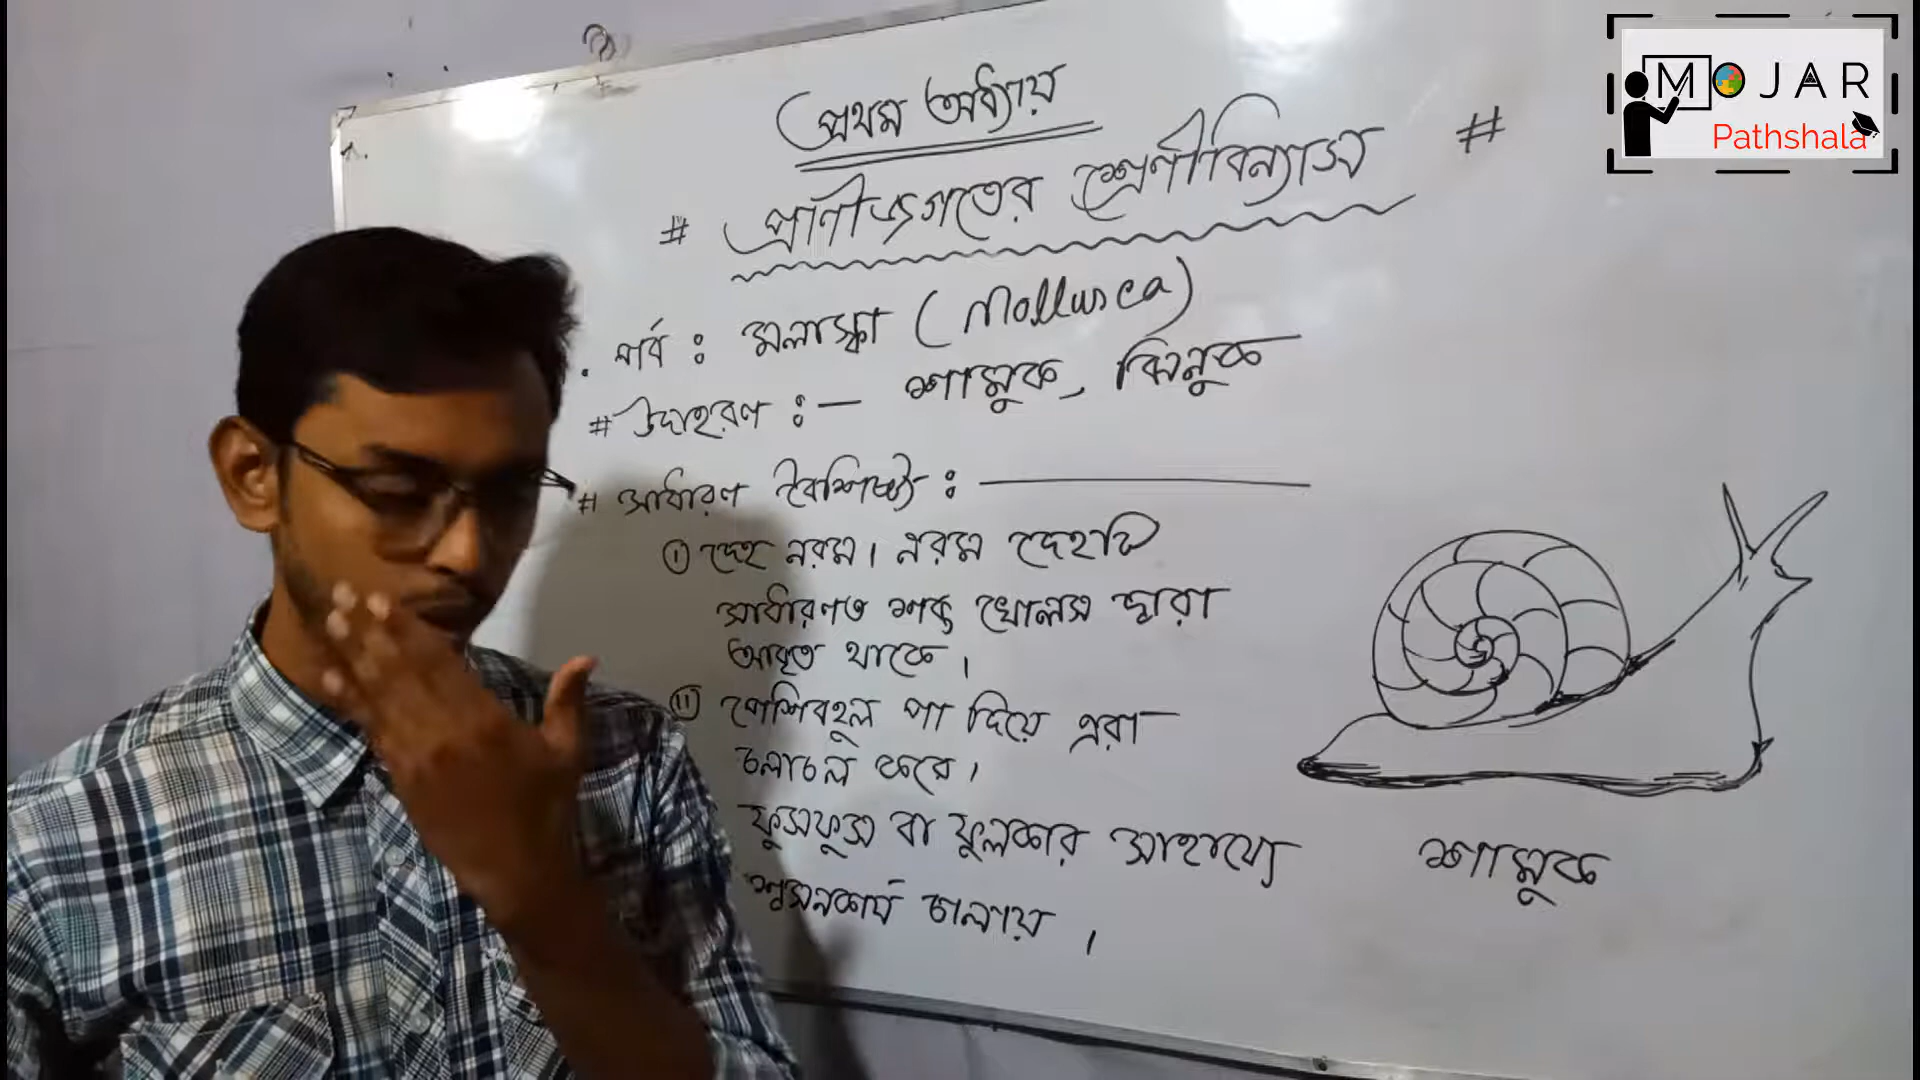 প্রথম অধ্যায়
# প্রাণীজগতের শ্রেণীবিন্যাস #
. পর্ব : মলাস্কা (Mollusca)
# উদাহরণ :— শামুক, ঝিনুক
# সাধারণ বৈশিষ্ট্য :
(i) দেহ নরম। নরম দেহটি
সাধারণত শক্ত খোলস দ্বারা
আবৃত থাকে।
(ii) পেশিবহুল পা দিয়ে এরা
চলাচল করে।
ফুসফুস বা ফুলকার সাহায্যে
শ্বসনকার্য চালায়।
শামুক
MOJAR
Pathshala